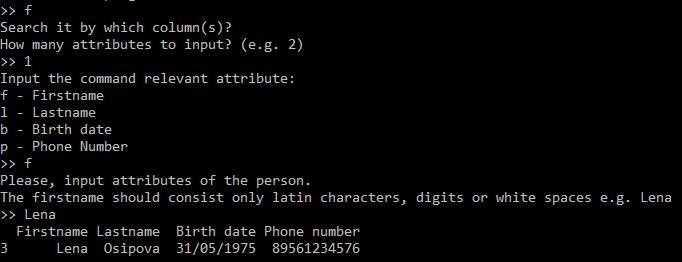 >> f
Search it by which column(s)?
How many attributes to input? (e.g. 2)
>> 1
Input the command relevant attribute:
f - Firstname
l - Lastname
b - Birth date
p - Phone Number
>> f
Please, input attributes of the person.
The firstname should consist only latin characters, digits or white spaces e.g. Lena
>> Lena
Firstname Lastname Birth date Phone number
3 Lena Osipova 31/05/1975 89561234576